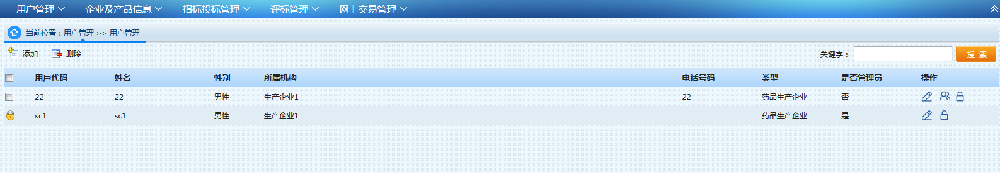 用户管理 企业及产品信息 招标投标管理 评标管理 网上交易管理
当前位置：用户管理 >> 用户管理
添加 删除 关键字： 搜 索
用戶代码 姓名 性别 所属机构 电话号码 类型 是否管理员 操作
22 22 男性 生产企业1 22 药品生产企业 否
sc1 sc1 男性 生产企业1 药品生产企业 是